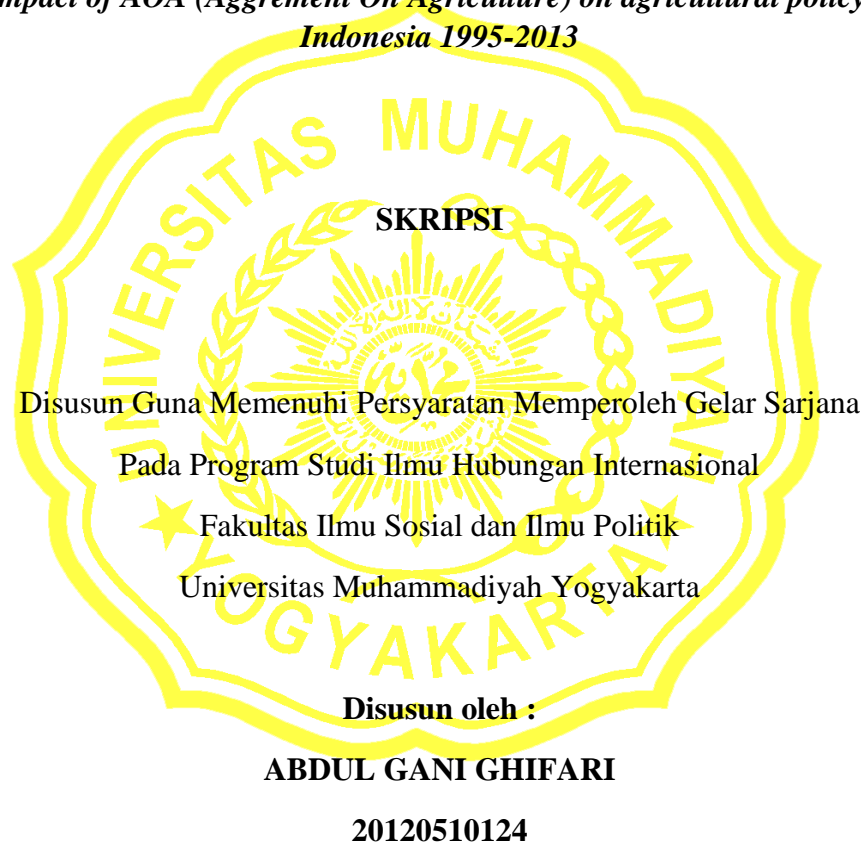 mpact of AOA (Aggrement On Agriculture) on agricultural policy
Indonesia 1995-2013
UNIVERSITAS MUHAMMADIYAH
★ YOGYAKARTA ★
SKRIPSI
Disusun Guna Memenuhi Persyaratan Memperoleh Gelar Sarjana
Pada Program Studi Ilmu Hubungan Internasional
Fakultas Ilmu Sosial dan Ilmu Politik
Universitas Muhammadiyah Yogyakarta
Disusun oleh :
ABDUL GANI GHIFARI
20120510124